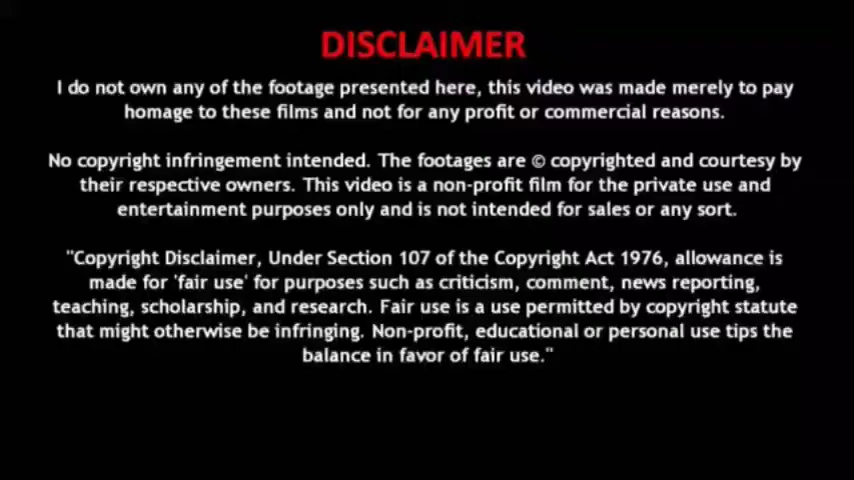 DISCLAIMER
I do not own any of the footage presented here, this video was made merely to pay
homage to these films and not for any profit or commercial reasons.
No copyright infringement intended. The footages are © copyrighted and courtesy by
their respective owners. This video is a non-profit film for the private use and
entertainment purposes only and is not intended for sales or any sort.
"Copyright Disclaimer, Under Section 107 of the Copyright Act 1976, allowance is
made for 'fair use' for purposes such as criticism, comment, news reporting,
teaching, scholarship, and research. Fair use is a use permitted by copyright statute
that might otherwise be infringing. Non-profit, educational or personal use tips the
balance in favor of fair use."